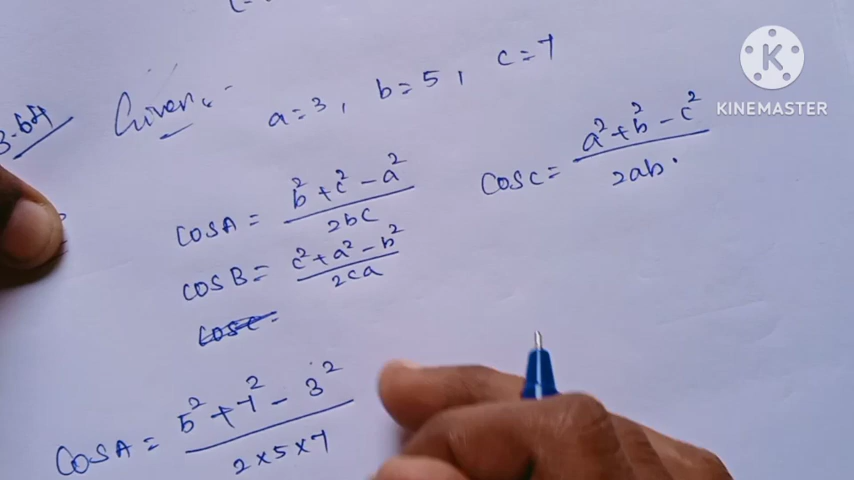 3.64
Given:-
a=3, b=5, c=7
cosA = b²+c²-a² / 2bc
cosC = a²+b²-c² / 2ab.
cosB = c²+a²-b² / 2ca
cosA = 5²+7²-3² / 2×5×7
K
KINEMASTER